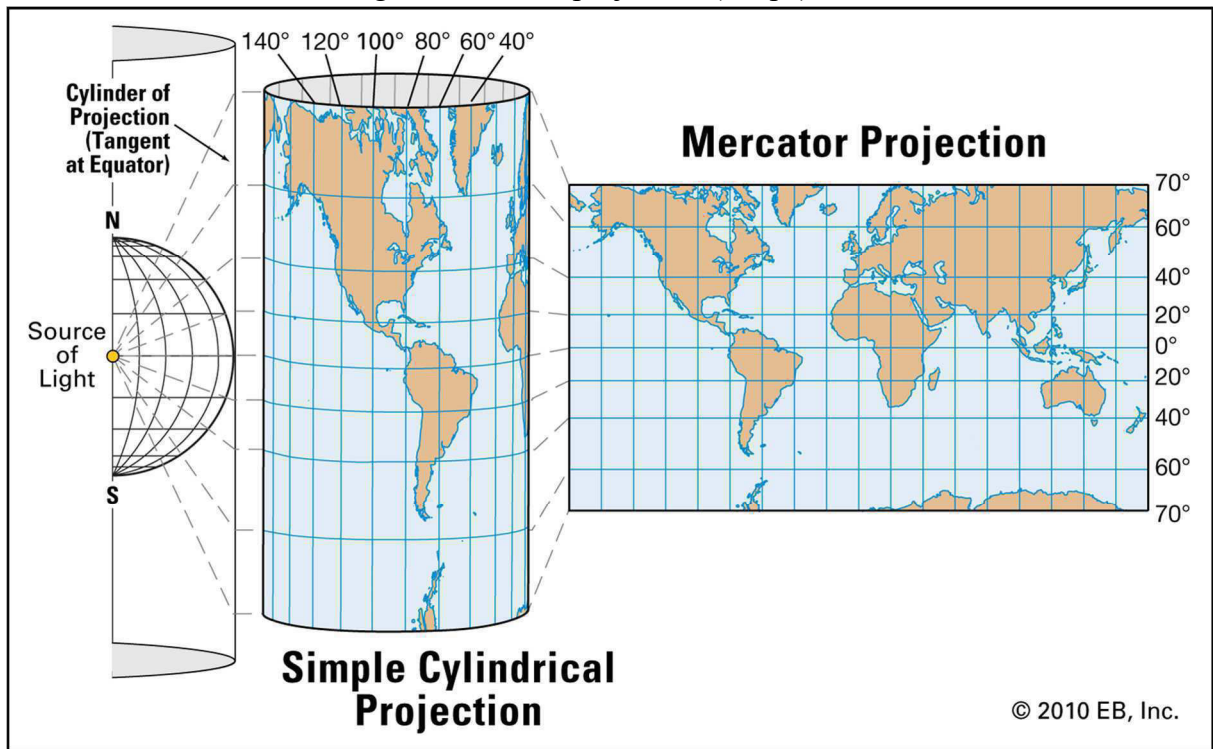 140° 120° 100° 80° 60° 40°
Cylinder of
Projection
(Tangent
at Equator)
N
Source
of
Light
S
Simple Cylindrical
Projection
Mercator Projection
70°
60°
40°
20°
0°
20°
40°
60°
70°
© 2010 EB, Inc.